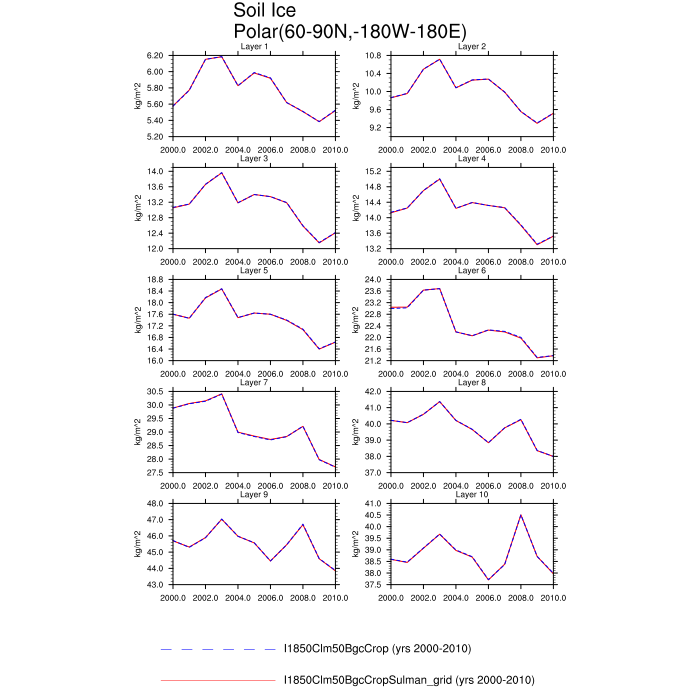 Soil Ice
Polar(60-90N,-180W-180E)
Layer 1
Layer 2
6.20
6.00
5.80
5.60
5.40
5.20
kg/m^2
2000.0 2002.0 2004.0 2006.0 2008.0 2010.0
10.8
10.4
10.0
9.6
9.2
kg/m^2
2000.0 2002.0 2004.0 2006.0 2008.0 2010.0
Layer 3
Layer 4
14.0
13.6
13.2
12.8
12.4
12.0
kg/m^2
2000.0 2002.0 2004.0 2006.0 2008.0 2010.0
15.2
14.8
14.4
14.0
13.6
13.2
kg/m^2
2000.0 2002.0 2004.0 2006.0 2008.0 2010.0
Layer 5
Layer 6
18.8
18.4
18.0
17.6
17.2
16.8
16.4
16.0
kg/m^2
2000.0 2002.0 2004.0 2006.0 2008.0 2010.0
24.0
23.6
23.2
22.8
22.4
22.0
21.6
21.2
kg/m^2
2000.0 2002.0 2004.0 2006.0 2008.0 2010.0
Layer 7
Layer 8
30.5
30.0
29.5
29.0
28.5
28.0
27.5
kg/m^2
2000.0 2002.0 2004.0 2006.0 2008.0 2010.0
42.0
41.0
40.0
39.0
38.0
37.0
kg/m^2
2000.0 2002.0 2004.0 2006.0 2008.0 2010.0
Layer 9
Layer 10
48.0
47.0
46.0
45.0
44.0
43.0
kg/m^2
2000.0 2002.0 2004.0 2006.0 2008.0 2010.0
41.0
40.5
40.0
39.5
39.0
38.5
38.0
37.5
kg/m^2
2000.0 2002.0 2004.0 2006.0 2008.0 2010.0
I1850Clm50BgcCrop (yrs 2000-2010)
I1850Clm50BgcCropSulman_grid (yrs 2000-2010)